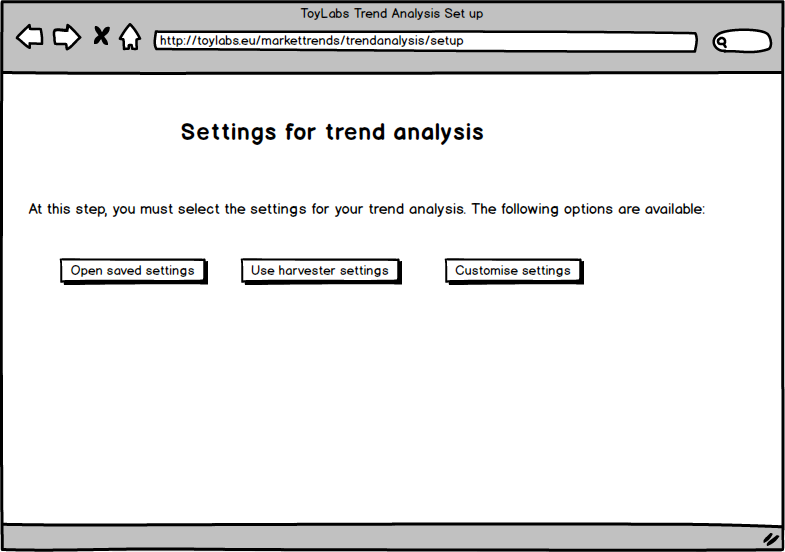 ToyLabs Trend Analysis Set up
http://toylabs.eu/markettrends/trendanalysis/setup
Settings for trend analysis
At this step, you must select the settings for your trend analysis. The following options are available:
Open saved settings
Use harvester settings
Customise settings